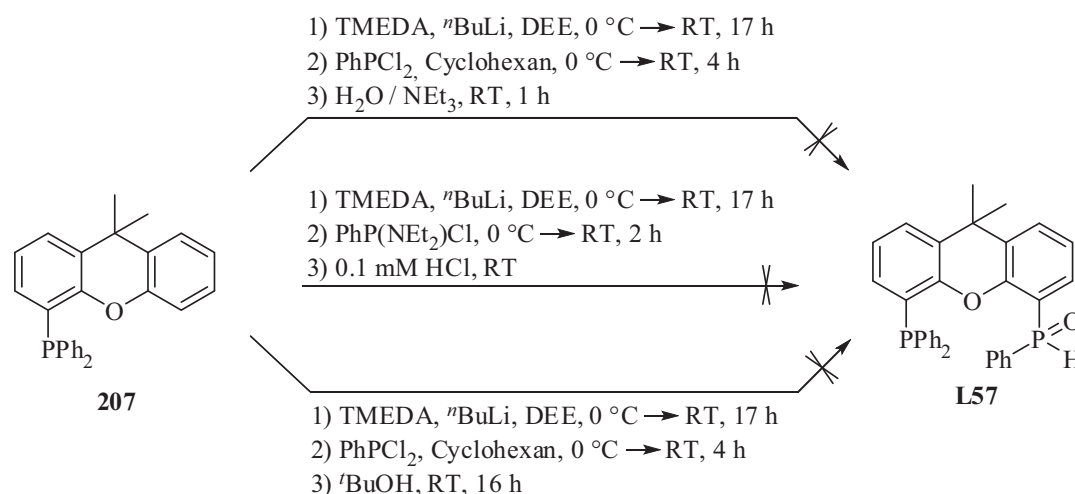 1) TMEDA, ⁿBuLi, DEE, 0 °C → RT, 17 h
2) PhPCl₂, Cyclohexan, 0 °C → RT, 4 h
3) H₂O / NEt₃, RT, 1 h
1) TMEDA, ⁿBuLi, DEE, 0 °C → RT, 17 h
2) PhP(NEt₂)Cl, 0 °C → RT, 2 h
3) 0.1 mM HCl, RT
O
PPh₂
207
O
PPh₂
P
O
Ph
H
L57
1) TMEDA, ⁿBuLi, DEE, 0 °C → RT, 17 h
2) PhPCl₂, Cyclohexan, 0 °C → RT, 4 h
3) ᵗBuOH, RT, 16 h